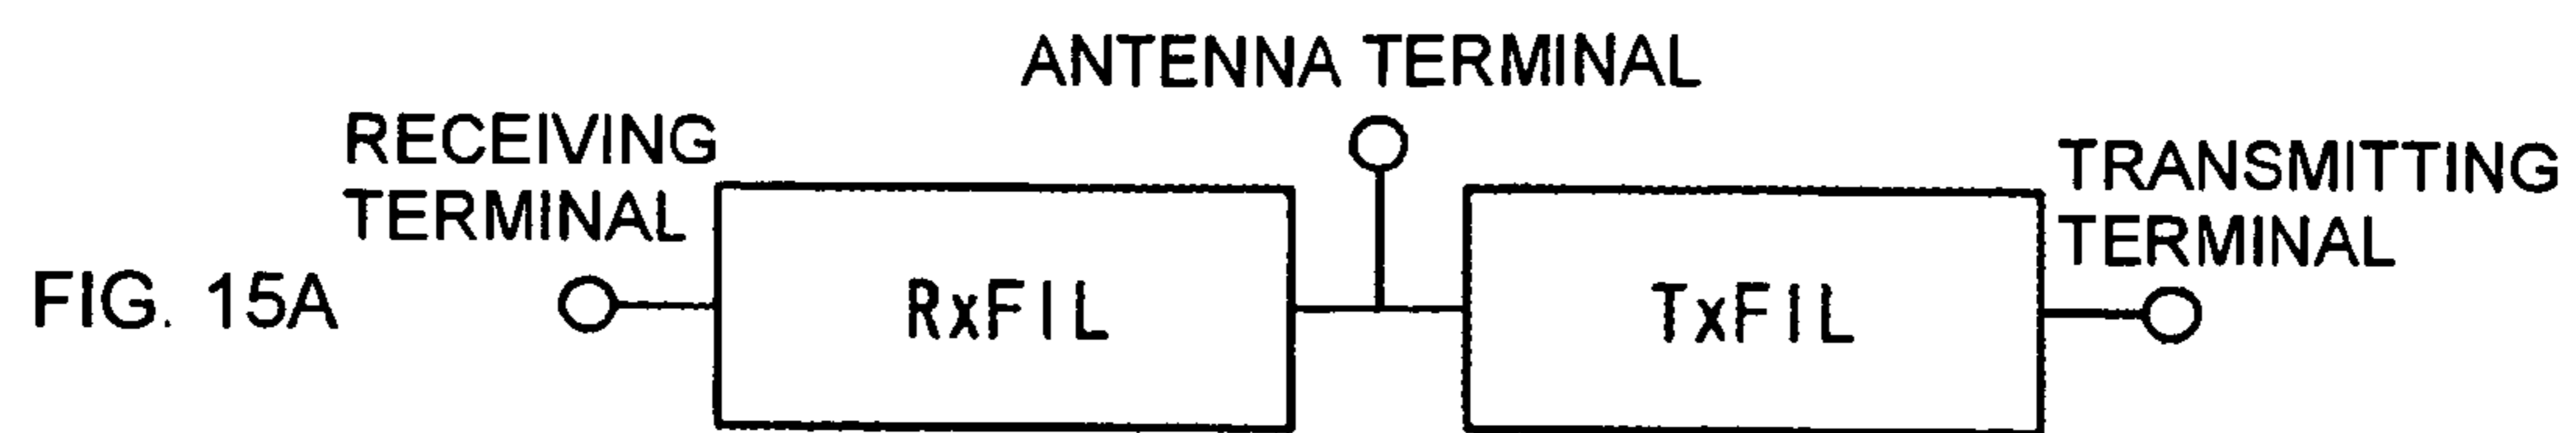 ANTENNA TERMINAL
RECEIVING
TERMINAL
TRANSMITTING
TERMINAL
FIG. 15A
RxFIL
TxFIL